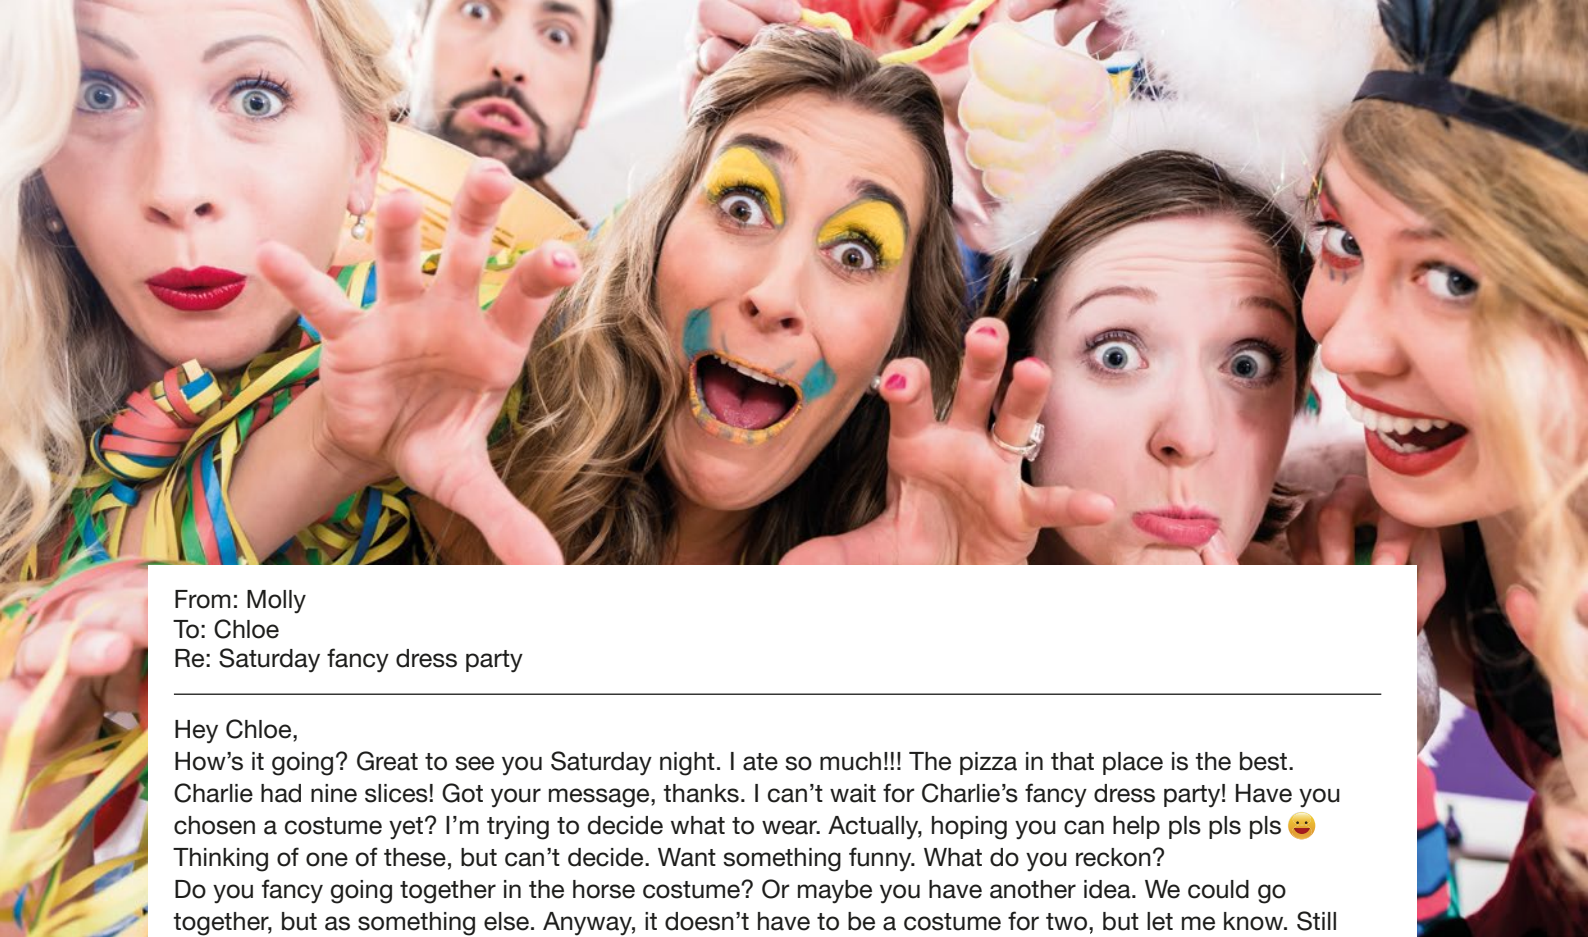 From: Molly
To: Chloe
Re: Saturday fancy dress party
Hey Chloe,
How’s it going? Great to see you Saturday night. I ate so much!!! The pizza in that place is the best.
Charlie had nine slices! Got your message, thanks. I can’t wait for Charlie’s fancy dress party! Have you
chosen a costume yet? I’m trying to decide what to wear. Actually, hoping you can help pls pls pls 😀
Thinking of one of these, but can’t decide. Want something funny. What do you reckon?
Do you fancy going together in the horse costume? Or maybe you have another idea. We could go
together, but as something else. Anyway, it doesn’t have to be a costume for two, but let me know. Still